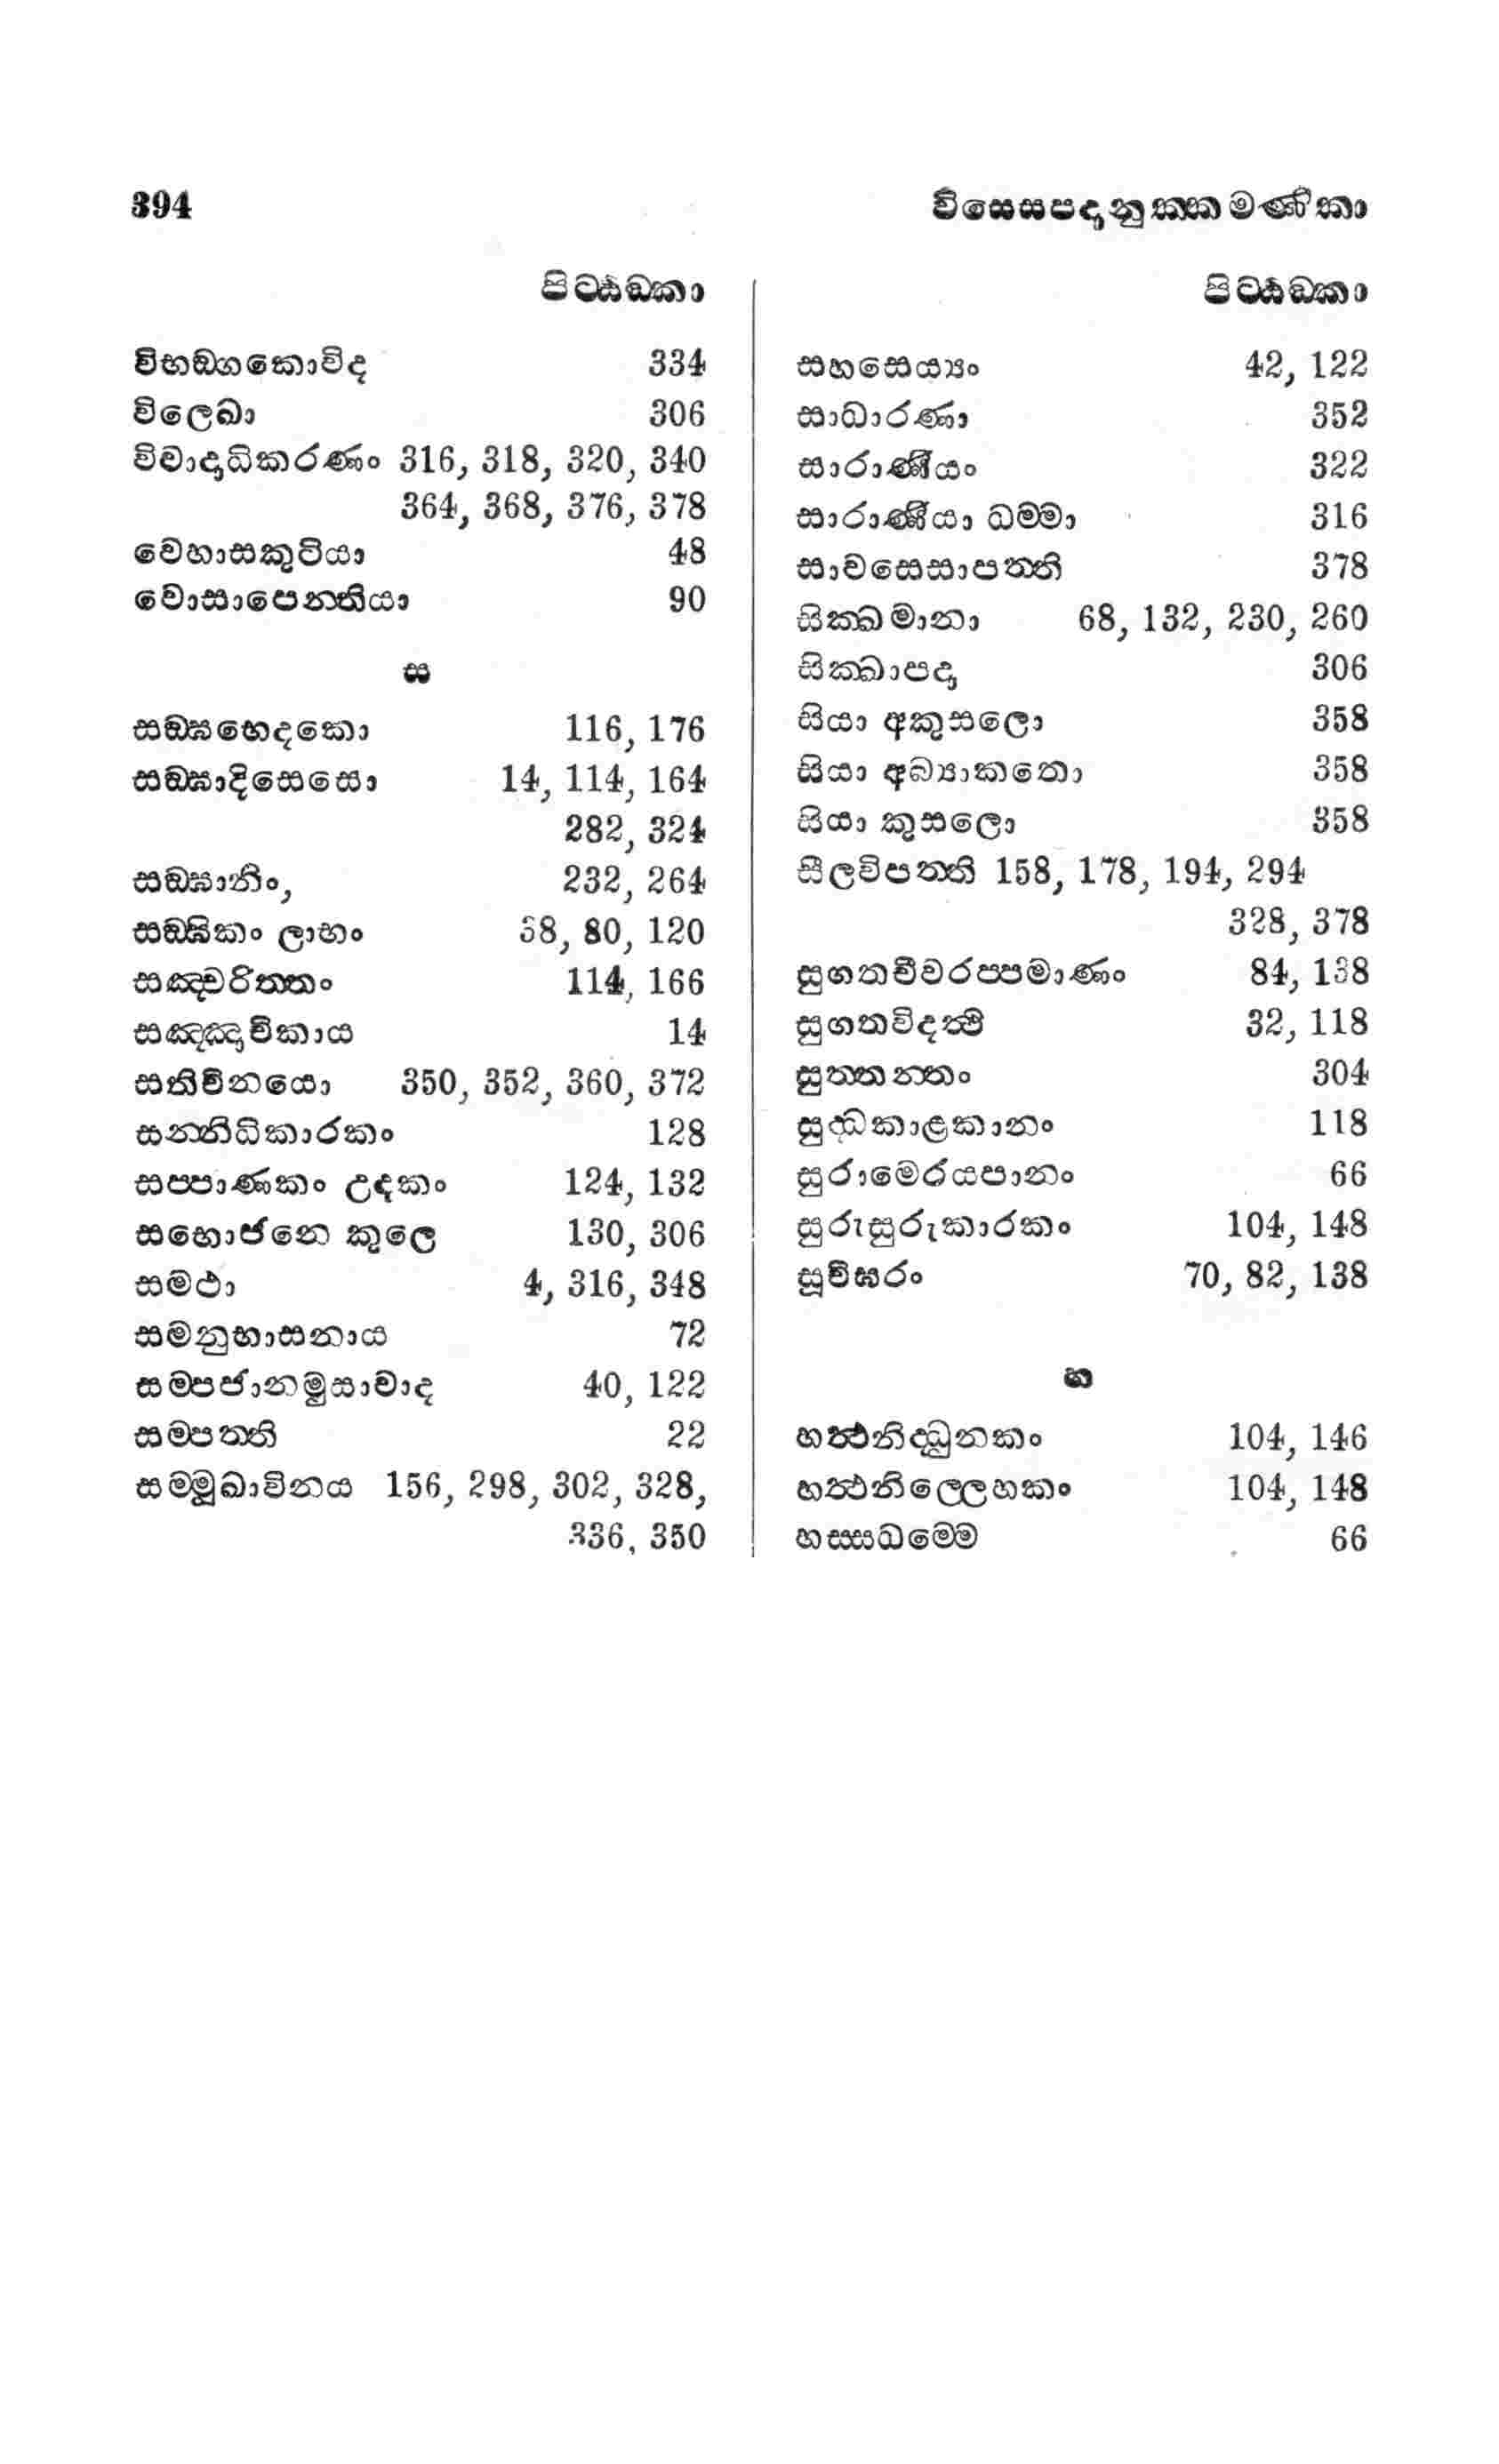 394
විසෙසපදානුක්කමණිකා
පිට්ඨඞ්කා
විභඞ්ගකොවිද 334
විලෙඛා 306
විවාදාධිකරණං 316, 318, 320, 340
364, 368, 376, 378
වෙහාසකුටියා 48
වොසාපෙන්තියා 90
ස
සඞ්ඝභෙදකො 116, 176
සඞ්ඝාදිසෙසො 14, 114, 164
282, 324
සඞ්ඝානිං, 232, 264
සඞ්ඝිකං ලාභං 38, 80, 120
සඤ්චරිත්තං 114, 166
සඤ්ඤාචිකාය 14
සතිවිනයො 350, 352, 360, 372
සන්නිධිකාරකං 128
සප්පාණකං උදකං 124, 132
සභොජනෙ කුලෙ 130, 306
සමථා 4, 316, 348
සමනුභාසනාය 72
සම්පජානමුසාවාද 40, 122
සම්පත්ති 22
සම්මුඛාවිනය 156, 298, 302, 328,
336, 350
පිට්ඨඞ්කා
සහසෙය්‍යං 42, 122
සාධාරණා 352
සාරාණීයං 322
සාරාණීයා ධම්මා 316
සාවසෙසාපත්ති 378
සික්ඛමානා 68, 132, 230, 260
සික්ඛාපදා 306
සියා අකුසලො 358
සියා අබ්‍යාකතො 358
සියා කුසලො 358
සීලවිපත්ති 158, 178, 194, 294
328, 378
සුගතචීවරප්පමාණං 84, 138
සුගතවිදත්ථි 32, 118
සුත්තන්තං 304
සුද්ධකාළකානං 118
සුරාමෙරයපානං 66
සුරුසුරුකාරකං 104, 148
සූචිඝරං 70, 82, 138
හ
හත්ථනිද්ධුනකං 104, 146
හත්ථනිල්ලෙහකං 104, 148
හස්සධම්මෙ 66